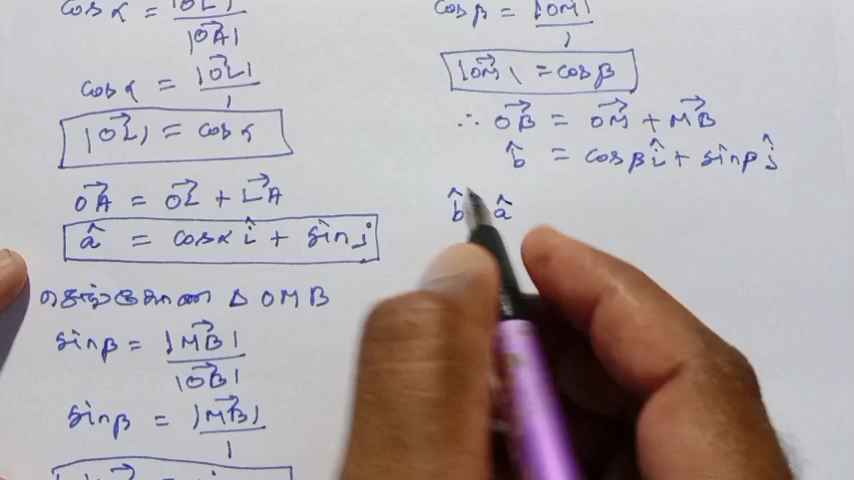 cos α = |OL→|
|OA→|
cos α = |OL→|
1
|OL→| = cos α
OA→ = OL→ + LA→
â = cos α î + sin ĵ
செங்கோண Δ OMB
sin β = |MB→|
|OB→|
sin β = |MB→|
1
cos β = |OM→|
1
|OM→| = cos β
∴ OB→ = OM→ + MB→
b̂ = cos β î + sin β ĵ
b̂ â